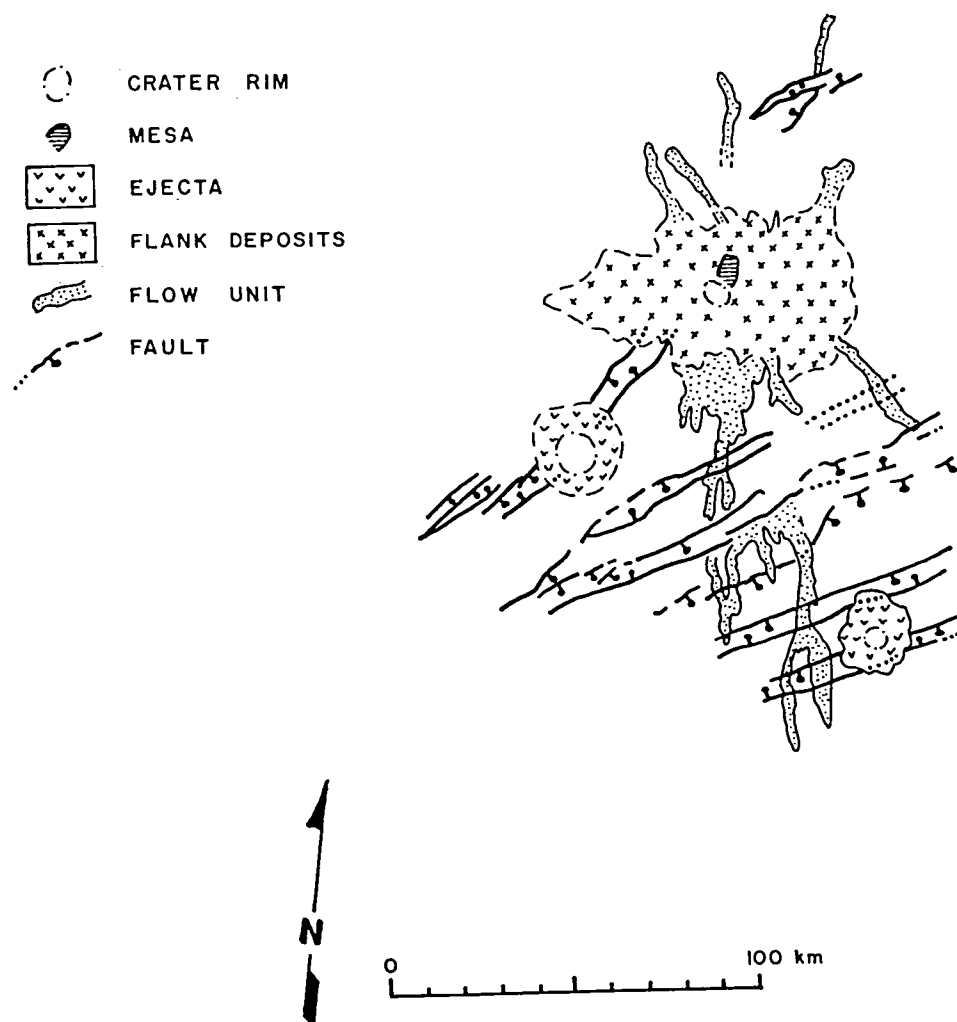 CRATER RIM
MESA
EJECTA
FLANK DEPOSITS
FLOW UNIT
FAULT
N
0
100 km